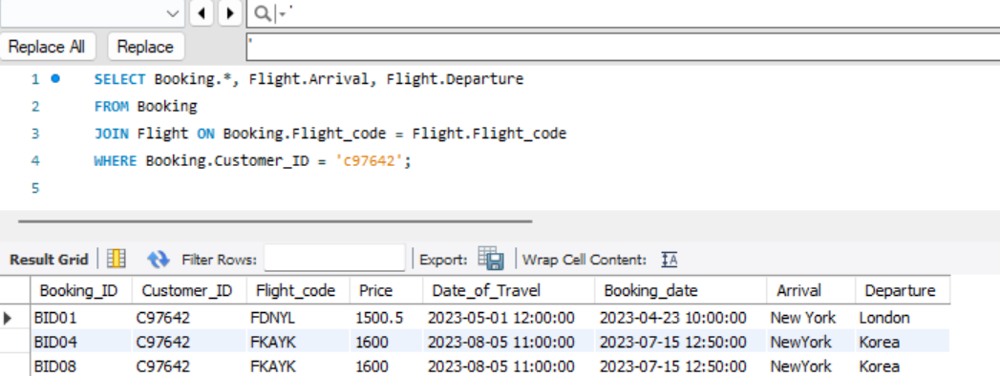 Replace All Replace '
1 SELECT Booking.*, Flight.Arrival, Flight.Departure
2 FROM Booking
3 JOIN Flight ON Booking.Flight_code = Flight.Flight_code
4 WHERE Booking.Customer_ID = 'c97642';
5
Result Grid Filter Rows: Export: Wrap Cell Content: IA
Booking_ID Customer_ID Flight_code Price Date_of_Travel Booking_date Arrival Departure
BID01 C97642 FDNYL 1500.5 2023-05-01 12:00:00 2023-04-23 10:00:00 New York London
BID04 C97642 FKAYK 1600 2023-08-05 11:00:00 2023-07-15 12:50:00 NewYork Korea
BID08 C97642 FKAYK 1600 2023-08-05 11:00:00 2023-07-15 12:50:00 NewYork Korea